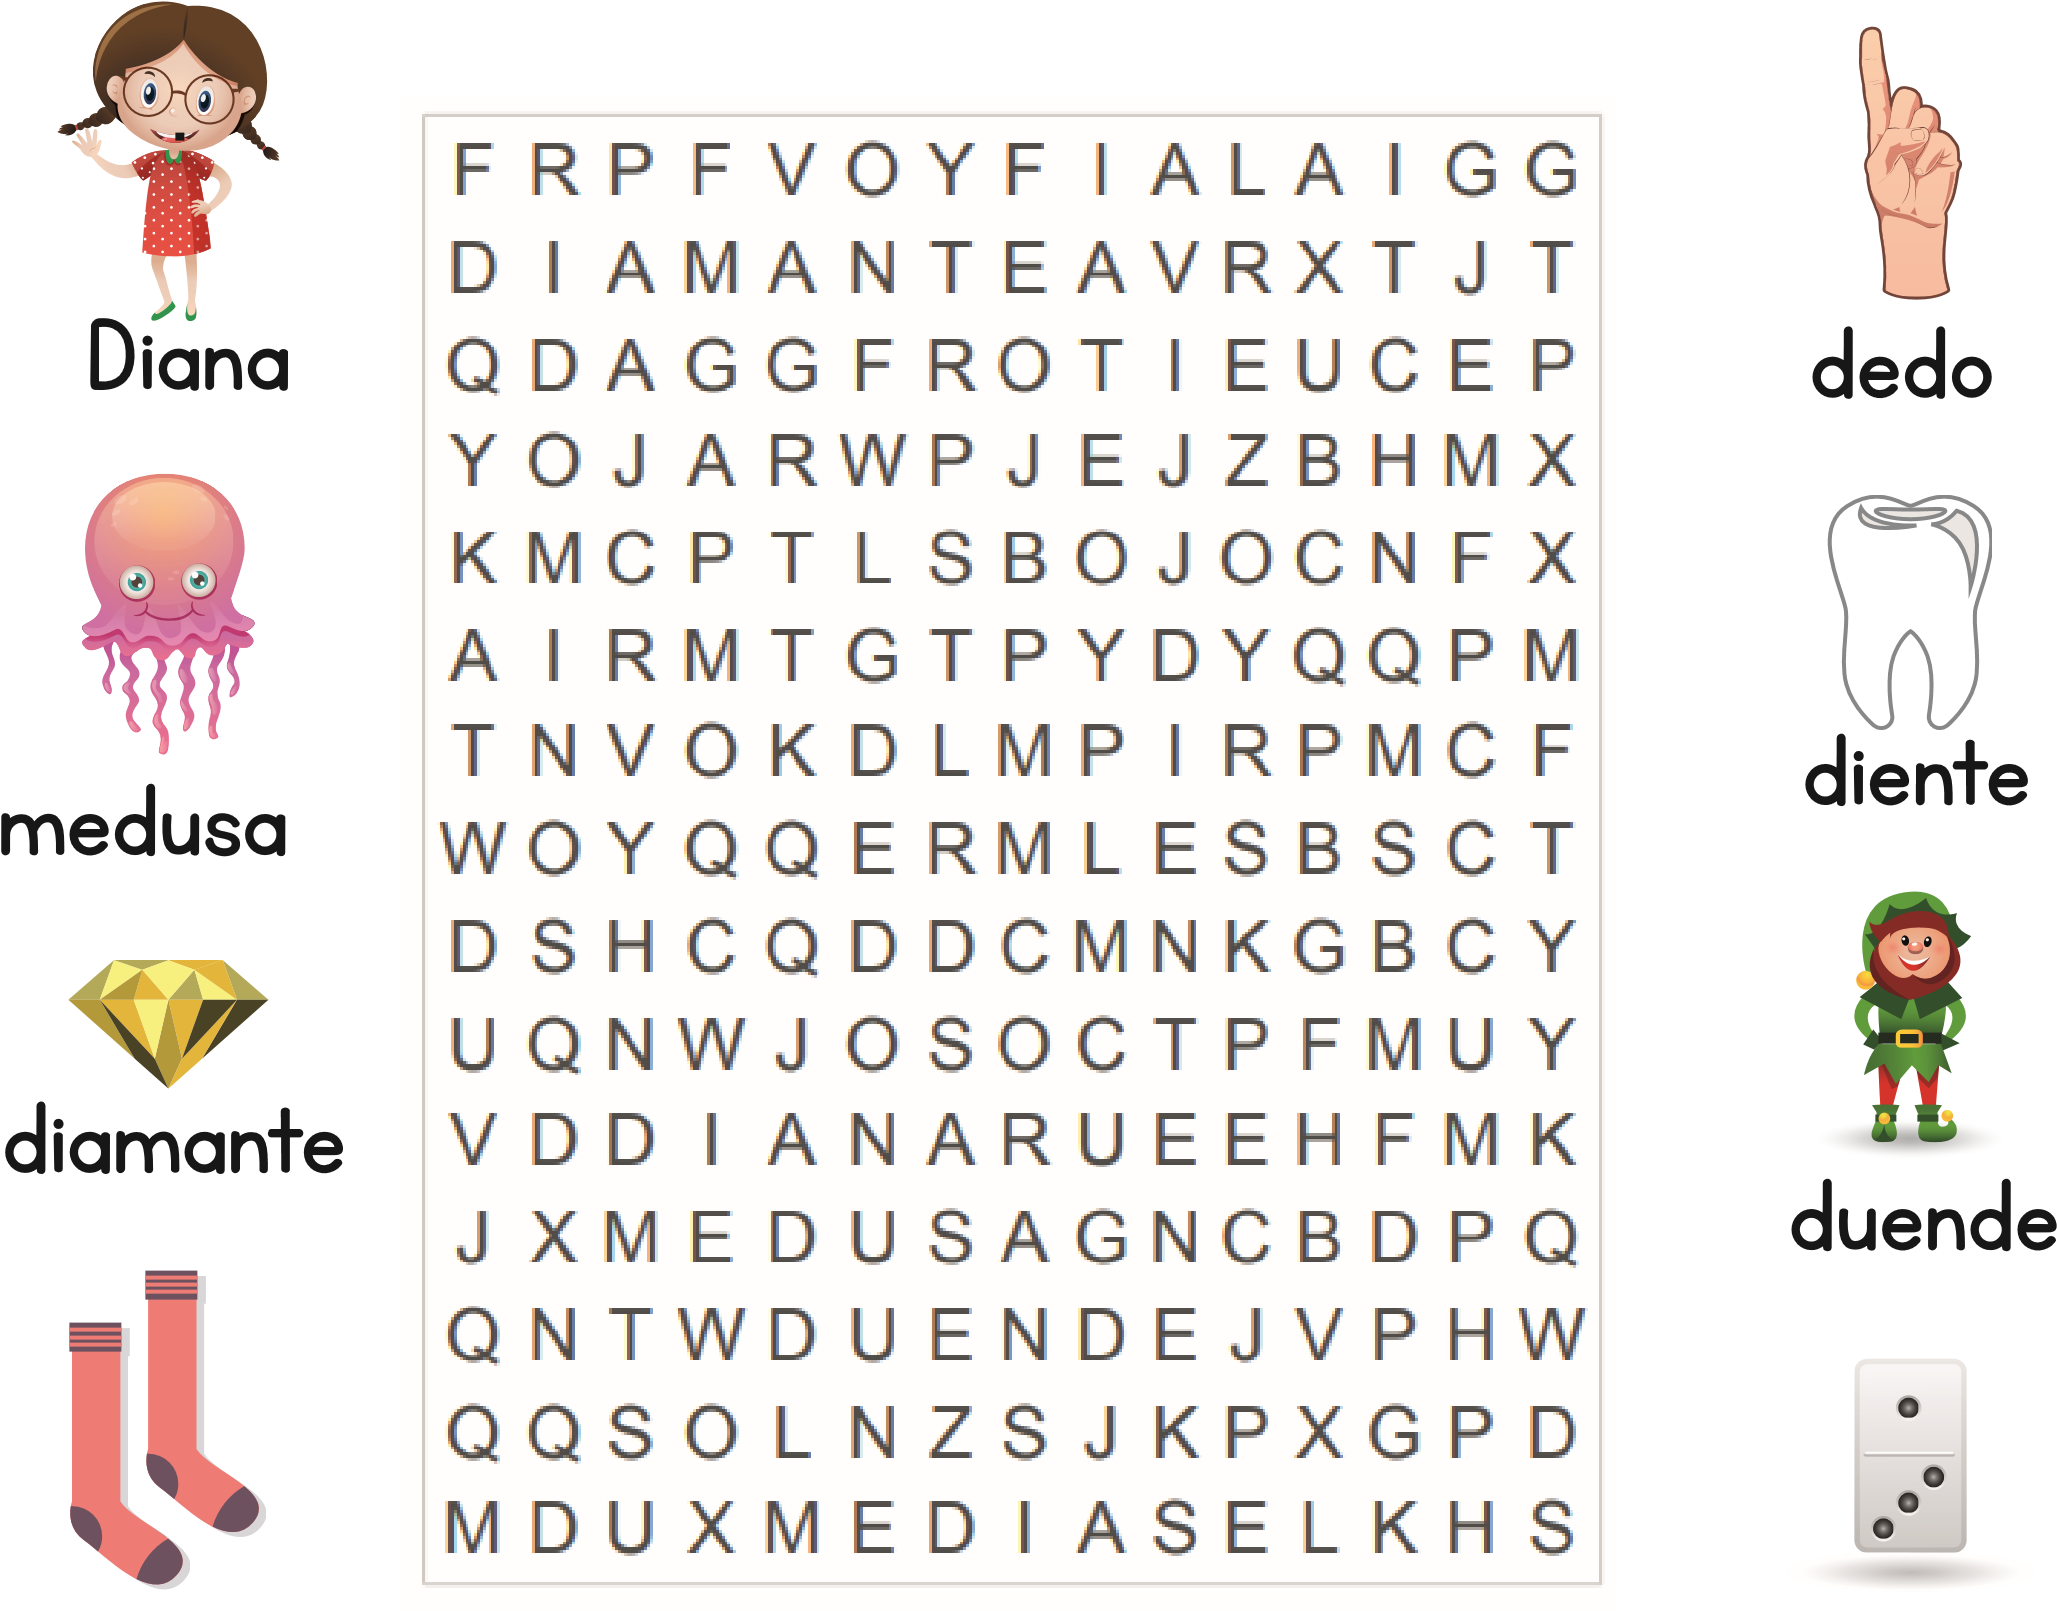 Diana
medusa
diamante
F R P F V O Y F I A L A I G G
D I A M A N T E A V R X T J T
Q D A G G F R O T I E U C E P
Y O J A R W P J E J Z B H M X
K M C P T L S B O J O C N F X
A I R M T G T P Y D Y Q Q P M
T N V O K D L M P I R P M C F
W O Y Q Q E R M L E S B S C T
D S H C Q D D C M N K G B C Y
U Q N W J O S O C T P F M U Y
V D D I A N A R U E E H F M K
J X M E D U S A G N C B D P Q
Q N T W D U E N D E J V P H W
Q Q S O L N Z S J K P X G P D
M D U X M E D I A S E L K H S
dedo
diente
duende